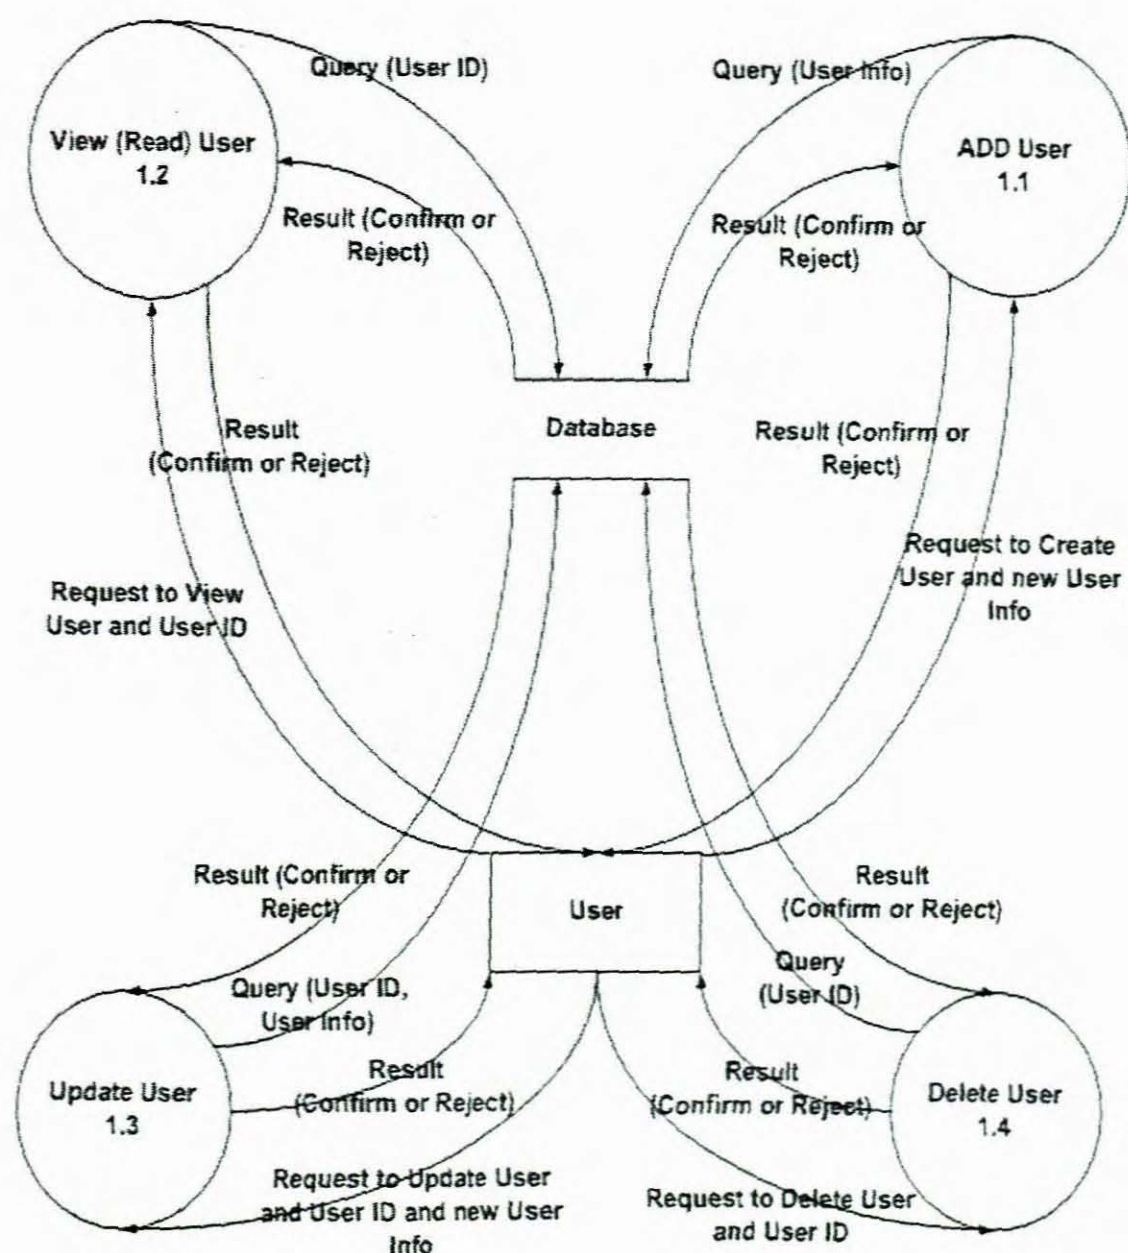 Query (User ID)
Query (User Info)
View (Read) User
1.2
ADD User
1.1
Result (Confirm or
Reject)
Result (Confirm or
Reject)
Database
Result
(Confirm or Reject)
Result (Confirm or
Reject)
Request to View
User and User ID
Request to Create
User and new User
Info
Result (Confirm or
Reject)
User
Result
(Confirm or Reject)
Query (User ID,
User Info)
Query
(User ID)
Update User
1.3
Result
(Confirm or Reject)
Result
(Confirm or Reject)
Delete User
1.4
Request to Update User
and User ID and new User
Info
Request to Delete User
and User ID